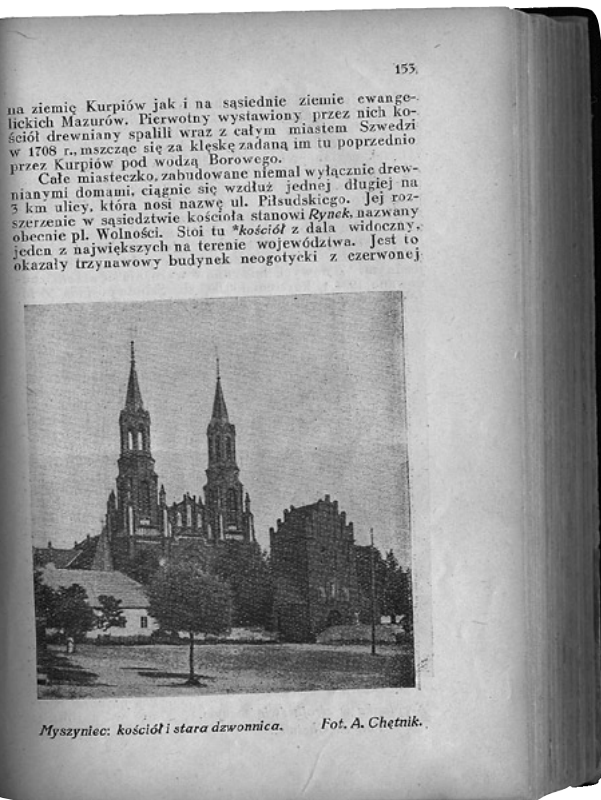 153.
na ziemię Kurpiów jak i na sąsiednie ziemie ewange-
lickich Mazurów. Pierwotny wystawiony przez nich ko-
ściół drewniany spalili wraz z całym miastem Szwedzi
w 1708 r., mszcząc się za klęskę zadaną im tu poprzednio
przez Kurpiów pod wodzą Borowego.
Całe miasteczko, zabudowane niemal wyłącznie drew-
nianymi domami, ciągnie się wzdłuż jednej długiej na
3 km ulicy, która nosi nazwę ul. Piłsudskiego. Jej roz-
szerzenie w sąsiedztwie kościoła stanowi Rynek, nazwany
obecnie pl. Wolności. Stoi tu *kościół z dala widoczny,
jeden z największych na terenie województwa. Jest to
okazały trzynawowy budynek neogotycki z czerwonej
Myszyniec: kościół i stara dzwonnica. Fot. A. Chętnik.